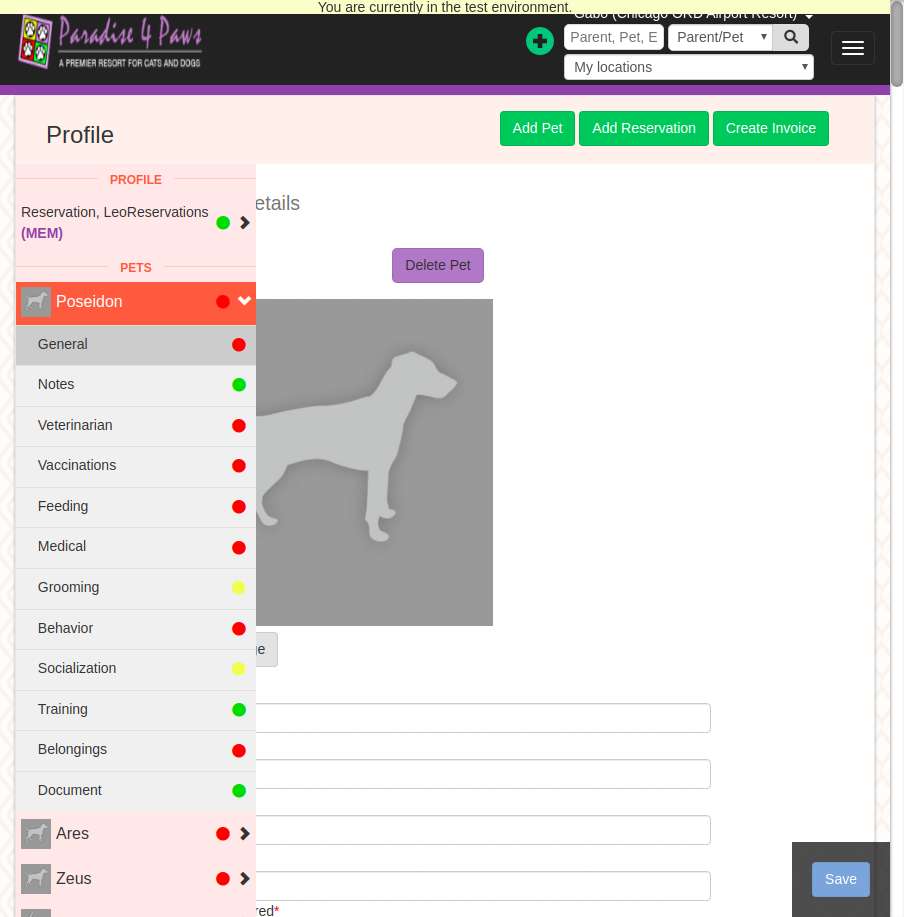 You are currently in the test environment.
Paradise 4 Paws
A PREMIER RESORT FOR CATS AND DOGS
Gabo (Chicago ORD Airport Resort)
Parent, Pet, E
Parent/Pet
My locations
Profile
Add Pet
Add Reservation
Create Invoice
PROFILE
Reservation, LeoReservations
(MEM)
etails
PETS
Delete Pet
Poseidon
General
Notes
Veterinarian
Vaccinations
Feeding
Medical
Grooming
Behavior
ge
Socialization
Training
Belongings
Document
Ares
Zeus
Save
red*